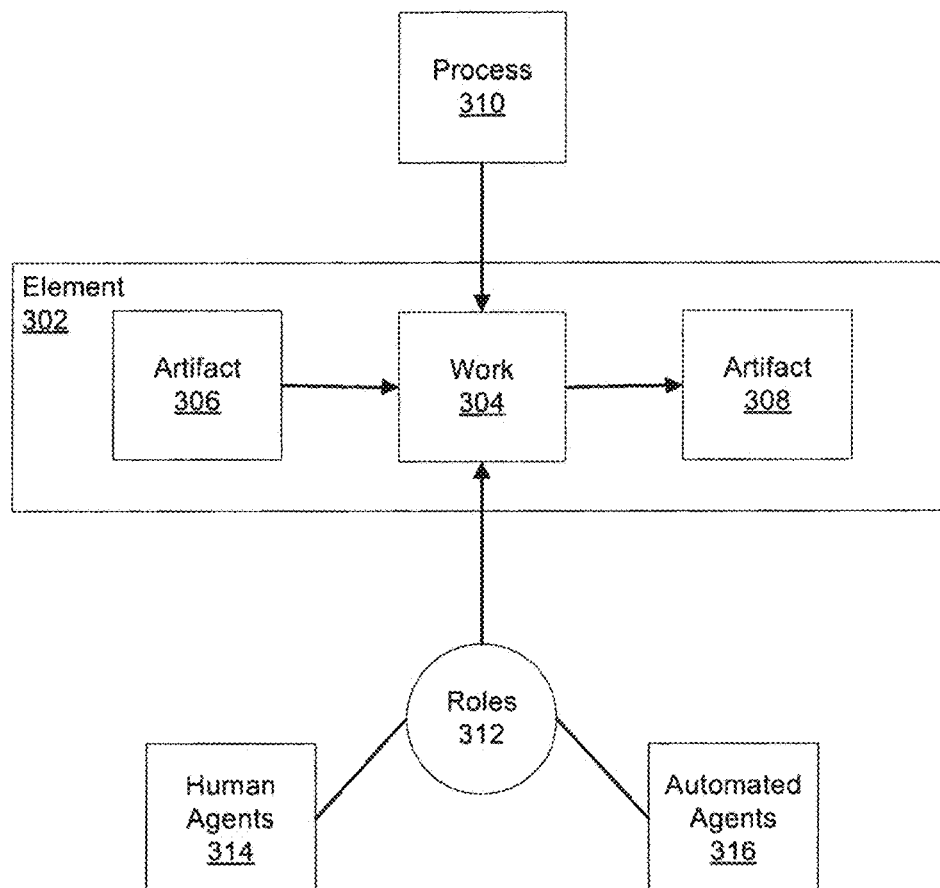 Process
310
Element
302
Artifact
306
Work
304
Artifact
308
Roles
312
Human
Agents
314
Automated
Agents
316